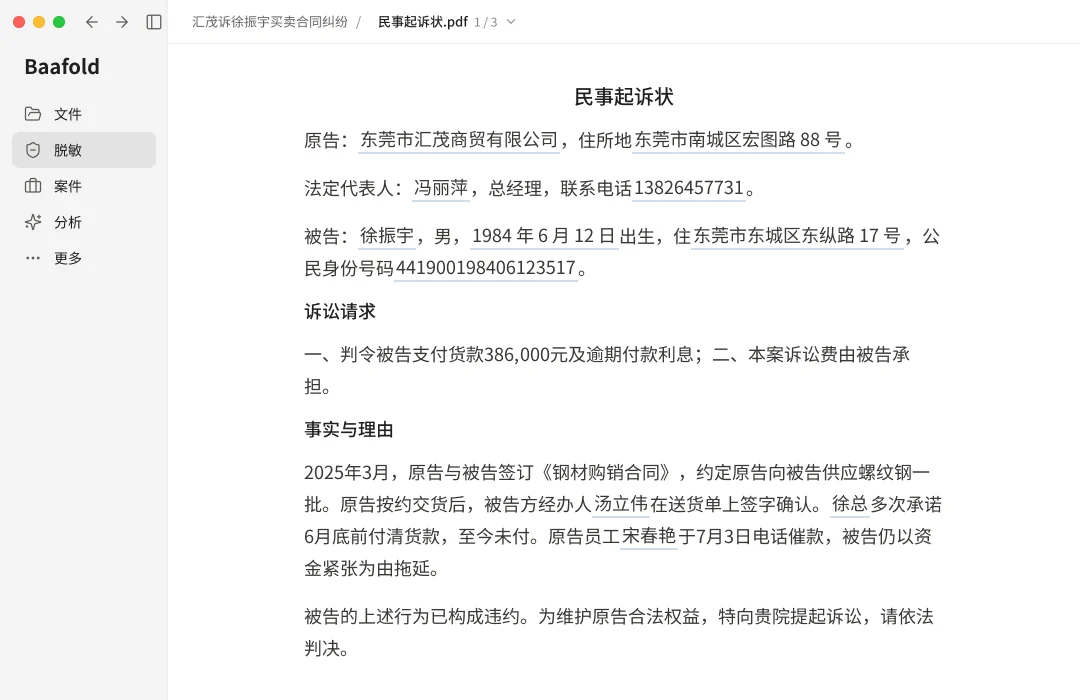 汇茂诉徐振宇买卖合同纠纷 / 民事起诉状.pdf 1 / 3
Baafold
文件
脱敏
案件
分析
更多
民事起诉状
原告：东莞市汇茂商贸有限公司，住所地东莞市南城区宏图路 88 号。
法定代表人：冯丽萍，总经理，联系电话13826457731。
被告：徐振宇，男，1984 年 6 月 12 日出生，住东莞市东城区东纵路 17 号，公
民身份号码441900198406123517。
诉讼请求
一、判令被告支付货款386,000元及逾期付款利息；二、本案诉讼费由被告承
担。
事实与理由
2025年3月，原告与被告签订《钢材购销合同》，约定原告向被告供应螺纹钢一
批。原告按约交货后，被告方经办人汤立伟在送货单上签字确认。徐总多次承诺
6月底前付清货款，至今未付。原告员工宋春艳于7月3日电话催款，被告仍以资
金紧张为由拖延。
被告的上述行为已构成违约。为维护原告合法权益，特向贵院提起诉讼，请依法
判决。